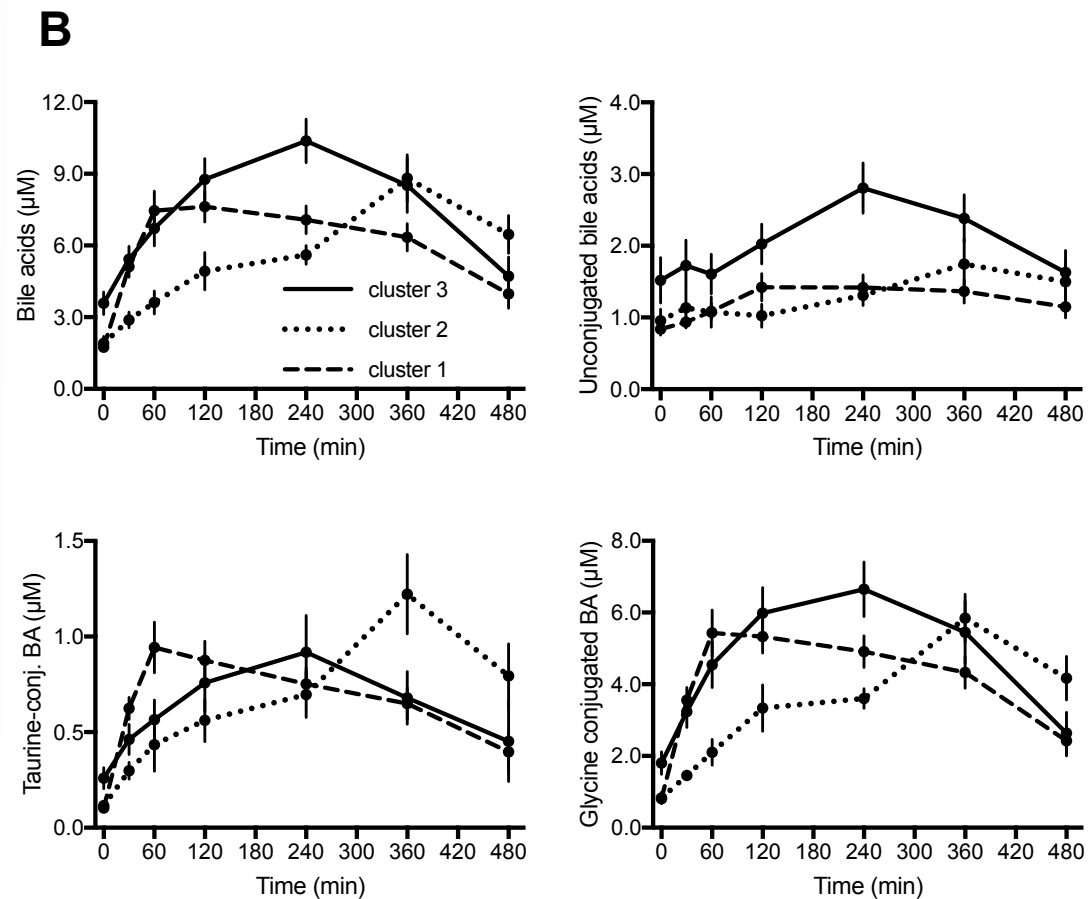 B
Bile acids (µM)
12.0
9.0
6.0
3.0
0.0
cluster 3
cluster 2
cluster 1
0 60 120 180 240 300 360 420 480
Time (min)
Unconjugated bile acids (µM)
4.0
3.0
2.0
1.0
0.0
0 60 120 180 240 300 360 420 480
Time (min)
Taurine-conj. BA (µM)
1.5
1.0
0.5
0.0
0 60 120 180 240 300 360 420 480
Time (min)
Glycine conjugated BA (µM)
8.0
6.0
4.0
2.0
0.0
0 60 120 180 240 300 360 420 480
Time (min)